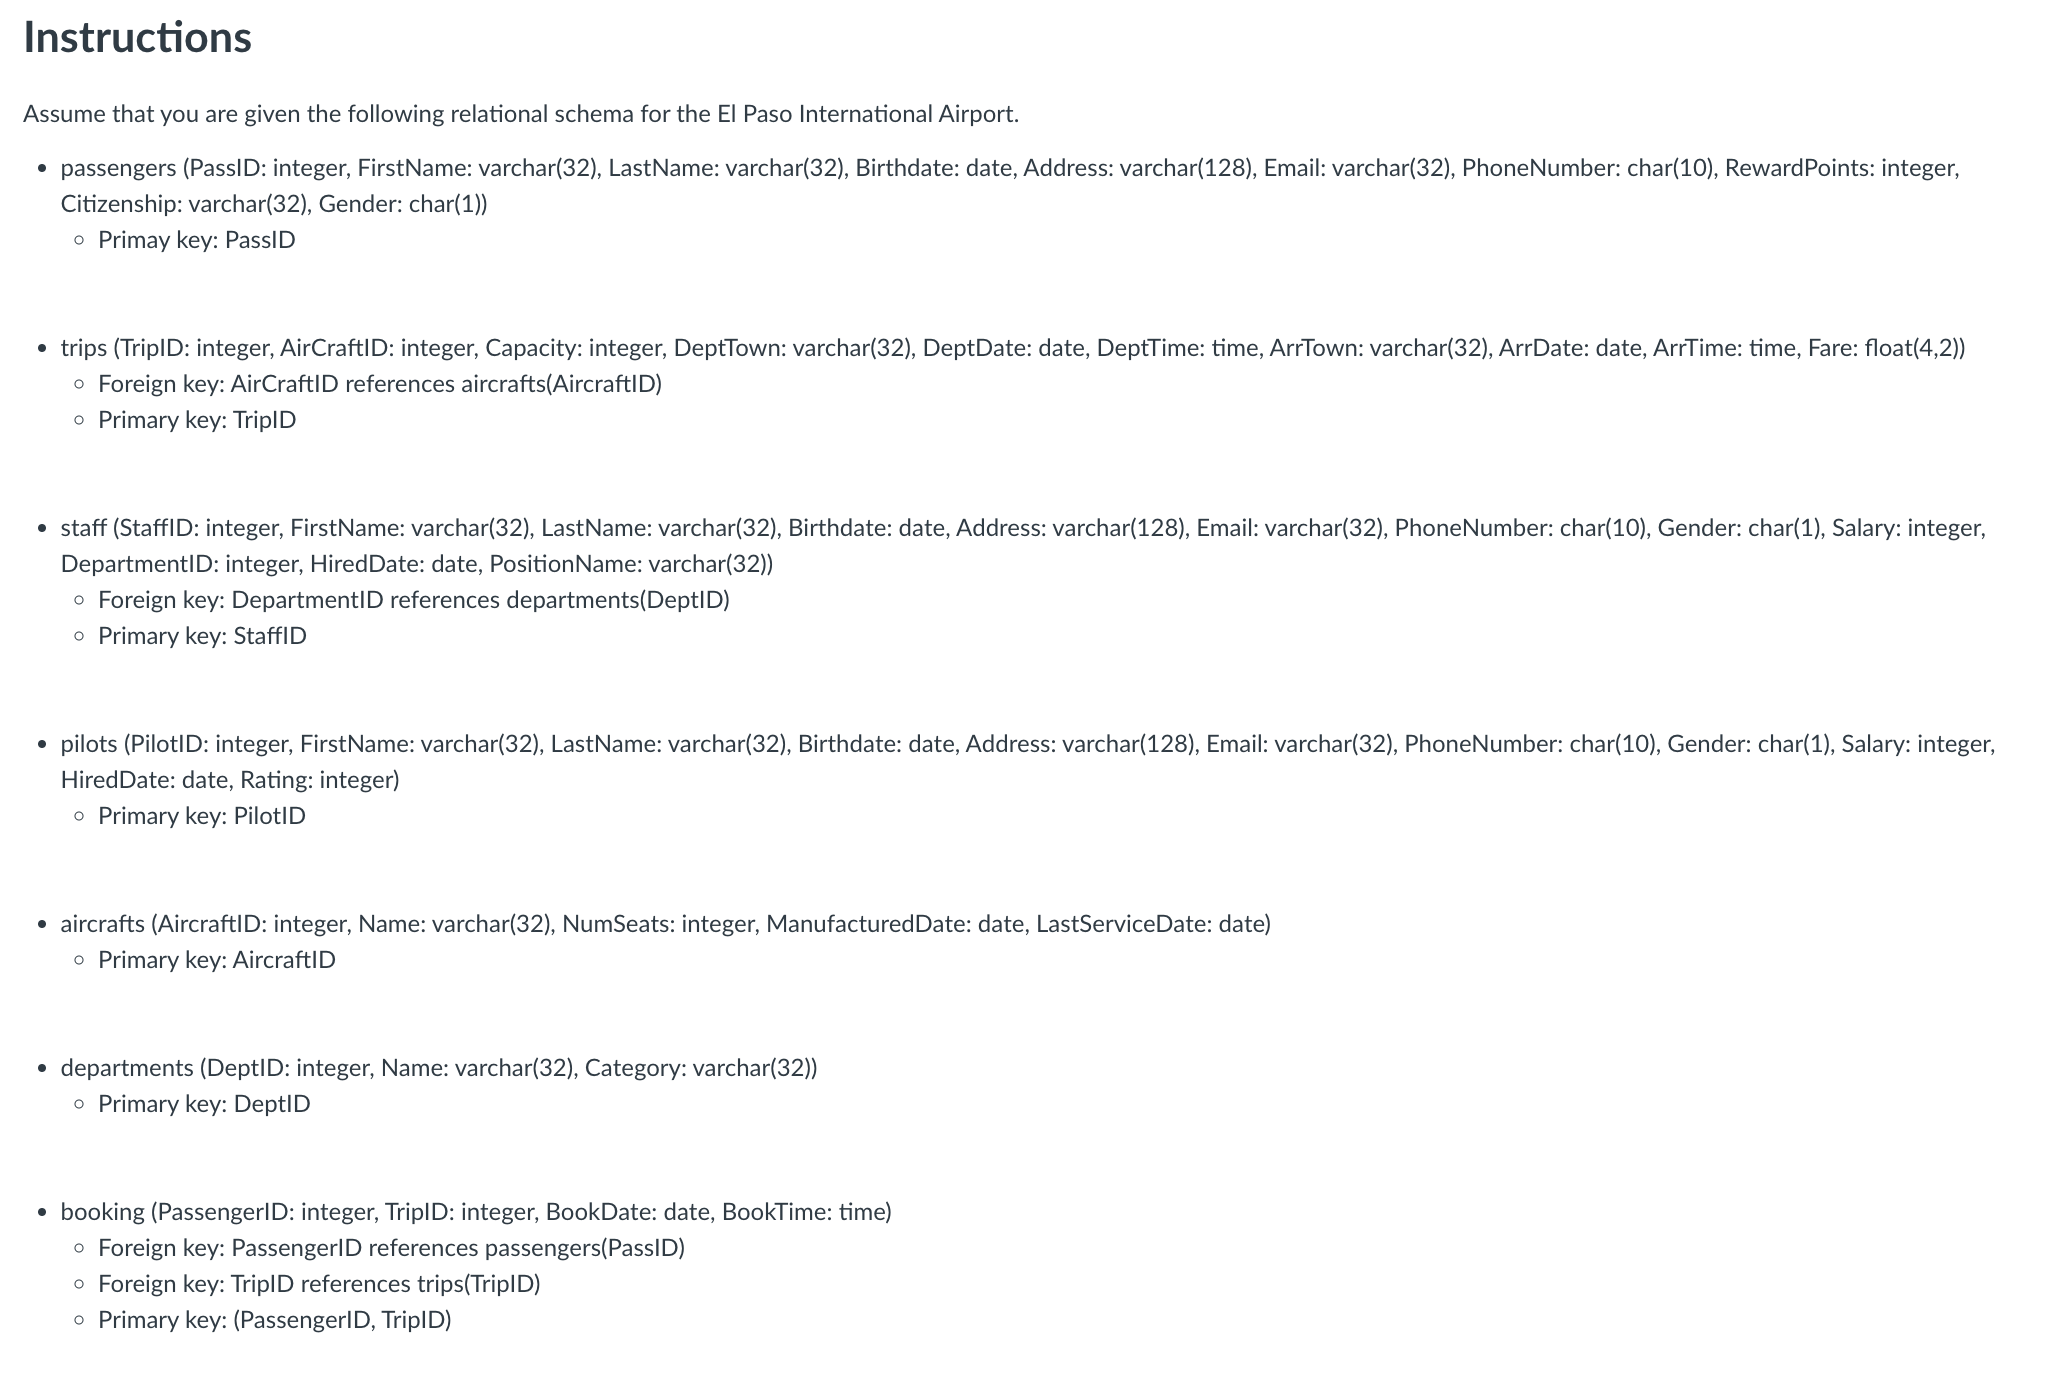 Instructions
Assume that you are given the following relational schema for the El Paso International Airport.
• passengers (PassID: integer, FirstName: varchar(32), LastName: varchar(32), Birthdate: date, Address: varchar(128), Email: varchar(32), PhoneNumber: char(10), RewardPoints: integer,
Citizenship: varchar(32), Gender: char(1))
◦ Primay key: PassID
• trips (TripID: integer, AirCraftID: integer, Capacity: integer, DeptTown: varchar(32), DeptDate: date, DeptTime: time, ArrTown: varchar(32), ArrDate: date, ArrTime: time, Fare: float(4,2))
◦ Foreign key: AirCraftID references aircrafts(AircraftID)
◦ Primary key: TripID
• staff (StaffID: integer, FirstName: varchar(32), LastName: varchar(32), Birthdate: date, Address: varchar(128), Email: varchar(32), PhoneNumber: char(10), Gender: char(1), Salary: integer,
DepartmentID: integer, HiredDate: date, PositionName: varchar(32))
◦ Foreign key: DepartmentID references departments(DeptID)
◦ Primary key: StaffID
• pilots (PilotID: integer, FirstName: varchar(32), LastName: varchar(32), Birthdate: date, Address: varchar(128), Email: varchar(32), PhoneNumber: char(10), Gender: char(1), Salary: integer,
HiredDate: date, Rating: integer)
◦ Primary key: PilotID
• aircrafts (AircraftID: integer, Name: varchar(32), NumSeats: integer, ManufacturedDate: date, LastServiceDate: date)
◦ Primary key: AircraftID
• departments (DeptID: integer, Name: varchar(32), Category: varchar(32))
◦ Primary key: DeptID
• booking (PassengerID: integer, TripID: integer, BookDate: date, BookTime: time)
◦ Foreign key: PassengerID references passengers(PassID)
◦ Foreign key: TripID references trips(TripID)
◦ Primary key: (PassengerID, TripID)